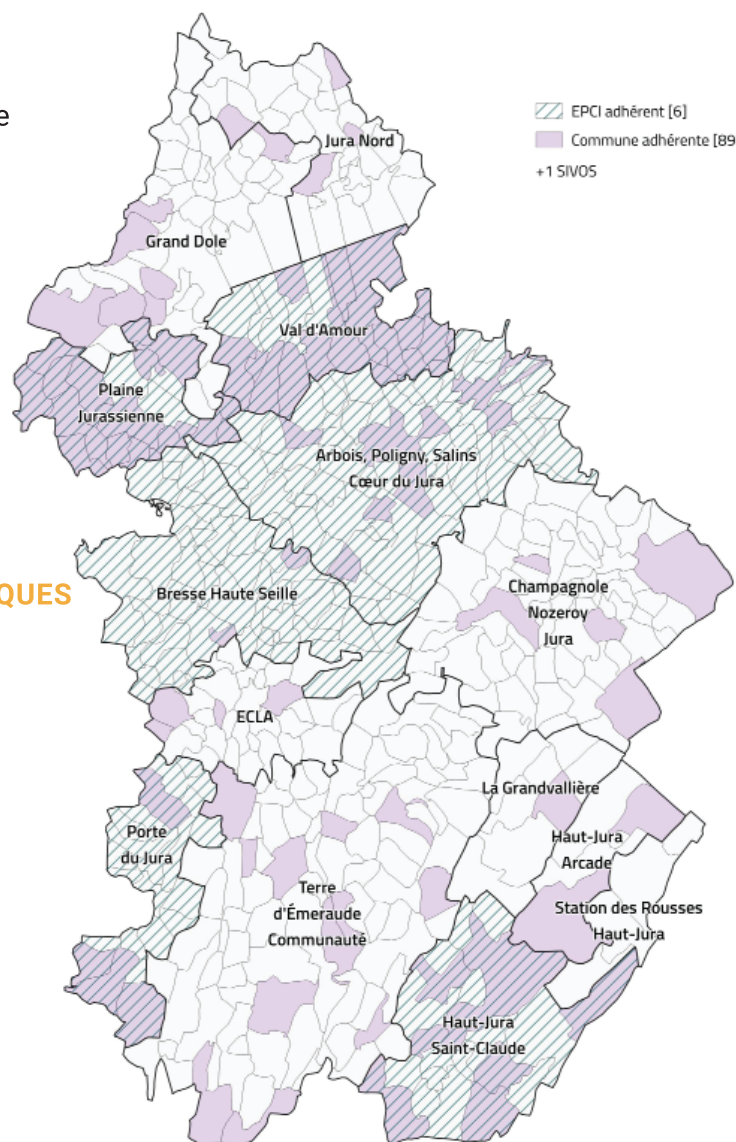 e
EPCI adhérent [6]
Commune adhérente [89
+1 SIVOS
Jura Nord
Grand Dole
Val d'Amour
Plaine
Jurassienne
Arbois, Poligny, Salins
Cœur du Jura
QUES
Bresse Haute Seille
Champagnole
Nozeroy
Jura
ECLA
La Grandvallière
Porte
du Jura
Haut-Jura
Arcade
Terre
d'Émeraude
Communauté
Station des Rousses
Haut-Jura
Haut-Jura
Saint-Claude